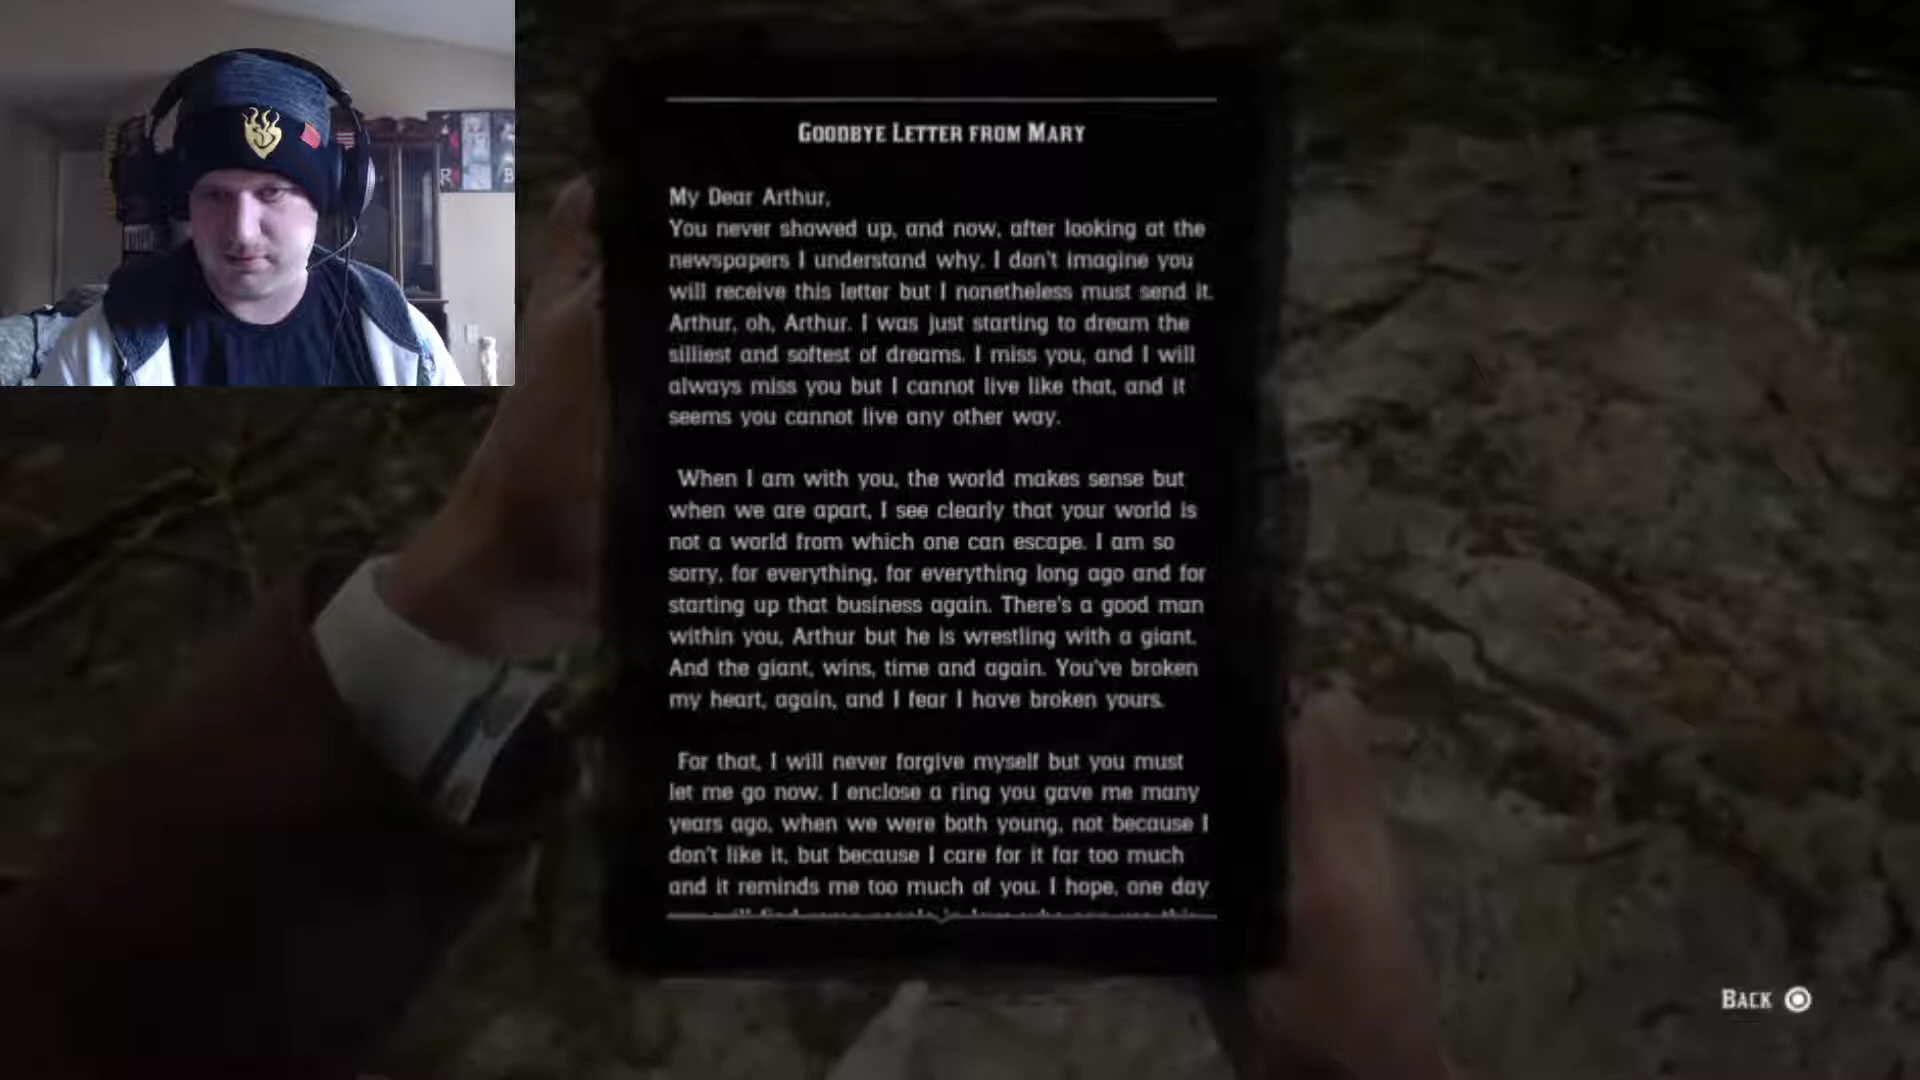 GOODBYE LETTER FROM MARY
My Dear Arthur,
You never showed up, and now, after looking at the
newspapers I understand why. I don't imagine you
will receive this letter but I nonetheless must send it.
Arthur, oh, Arthur. I was just starting to dream the
silliest and softest of dreams. I miss you, and I will
always miss you but I cannot live like that, and it
seems you cannot live any other way.
When I am with you, the world makes sense but
when we are apart, I see clearly that your world is
not a world from which one can escape. I am so
sorry, for everything, for everything long ago and for
starting up that business again. There's a good man
within you, Arthur but he is wrestling with a giant.
And the giant, wins, time and again. You've broken
my heart, again, and I fear I have broken yours.
For that, I will never forgive myself but you must
let me go now. I enclose a ring you gave me many
years ago, when we were both young, not because I
don't like it, but because I care for it far too much
and it reminds me too much of you. I hope, one day
BACK